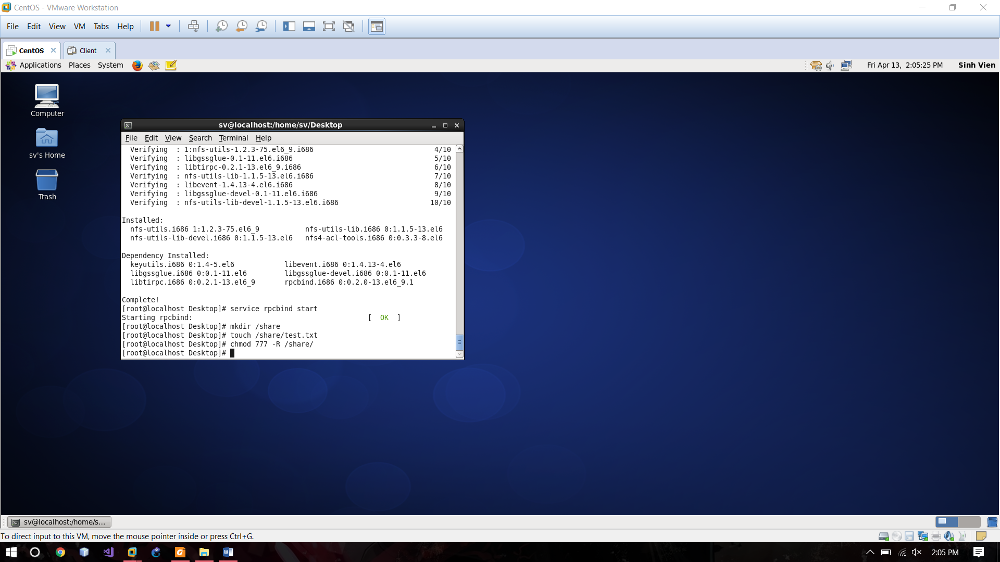 CentOS - VMware Workstation
File Edit View VM Tabs Help
CentOS Client
Applications Places System Fri Apr 13, 2:05:25 PM Sinh Vien
Computer
sv's Home
Trash
sv@localhost:/home/sv/Desktop
File Edit View Search Terminal Help
Verifying : 1:nfs-utils-1.2.3-75.el6_9.i686 4/10
Verifying : libgssglue-0.1-11.el6.i686 5/10
Verifying : libtirpc-0.2.1-13.el6_9.i686 6/10
Verifying : nfs-utils-lib-1.1.5-13.el6.i686 7/10
Verifying : libevent-1.4.13-4.el6.i686 8/10
Verifying : libgssglue-devel-0.1-11.el6.i686 9/10
Verifying : nfs-utils-lib-devel-1.1.5-13.el6.i686 10/10
Installed:
nfs-utils.i686 1:1.2.3-75.el6_9 nfs-utils-lib.i686 0:1.1.5-13.el6
nfs-utils-lib-devel.i686 0:1.1.5-13.el6 nfs4-acl-tools.i686 0:0.3.3-8.el6
Dependency Installed:
keyutils.i686 0:1.4-5.el6 libevent.i686 0:1.4.13-4.el6
libgssglue.i686 0:0.1-11.el6 libgssglue-devel.i686 0:0.1-11.el6
libtirpc.i686 0:0.2.1-13.el6_9 rpcbind.i686 0:0.2.0-13.el6_9.1
Complete!
[root@localhost Desktop]# service rpcbind start
Starting rpcbind: [ OK ]
[root@localhost Desktop]# mkdir /share
[root@localhost Desktop]# touch /share/test.txt
[root@localhost Desktop]# chmod 777 -R /share/
[root@localhost Desktop]#
sv@localhost:/home/s...
To direct input to this VM, move the mouse pointer inside or press Ctrl+G.
2:05 PM